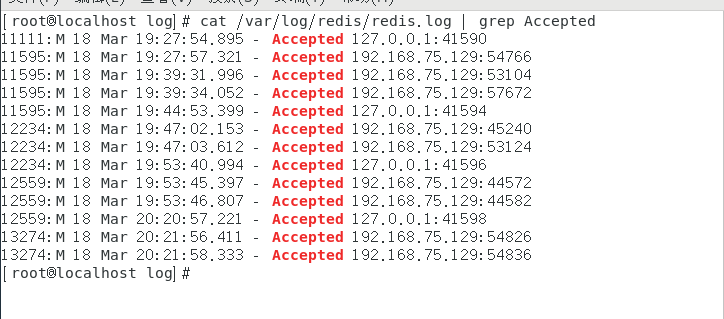 [root@localhost log]# cat /var/log/redis/redis.log | grep Accepted
11111:M 18 Mar 19:27:54.895 - Accepted 127.0.0.1:41590
11595:M 18 Mar 19:27:57.321 - Accepted 192.168.75.129:54766
11595:M 18 Mar 19:39:31.996 - Accepted 192.168.75.129:53104
11595:M 18 Mar 19:39:34.052 - Accepted 192.168.75.129:57672
11595:M 18 Mar 19:44:53.399 - Accepted 127.0.0.1:41594
12234:M 18 Mar 19:47:02.153 - Accepted 192.168.75.129:45240
12234:M 18 Mar 19:47:03.612 - Accepted 192.168.75.129:53124
12234:M 18 Mar 19:53:40.994 - Accepted 127.0.0.1:41596
12559:M 18 Mar 19:53:45.397 - Accepted 192.168.75.129:44572
12559:M 18 Mar 19:53:46.807 - Accepted 192.168.75.129:44582
12559:M 18 Mar 20:20:57.221 - Accepted 127.0.0.1:41598
13274:M 18 Mar 20:21:56.411 - Accepted 192.168.75.129:54826
13274:M 18 Mar 20:21:58.333 - Accepted 192.168.75.129:54836
[root@localhost log]#